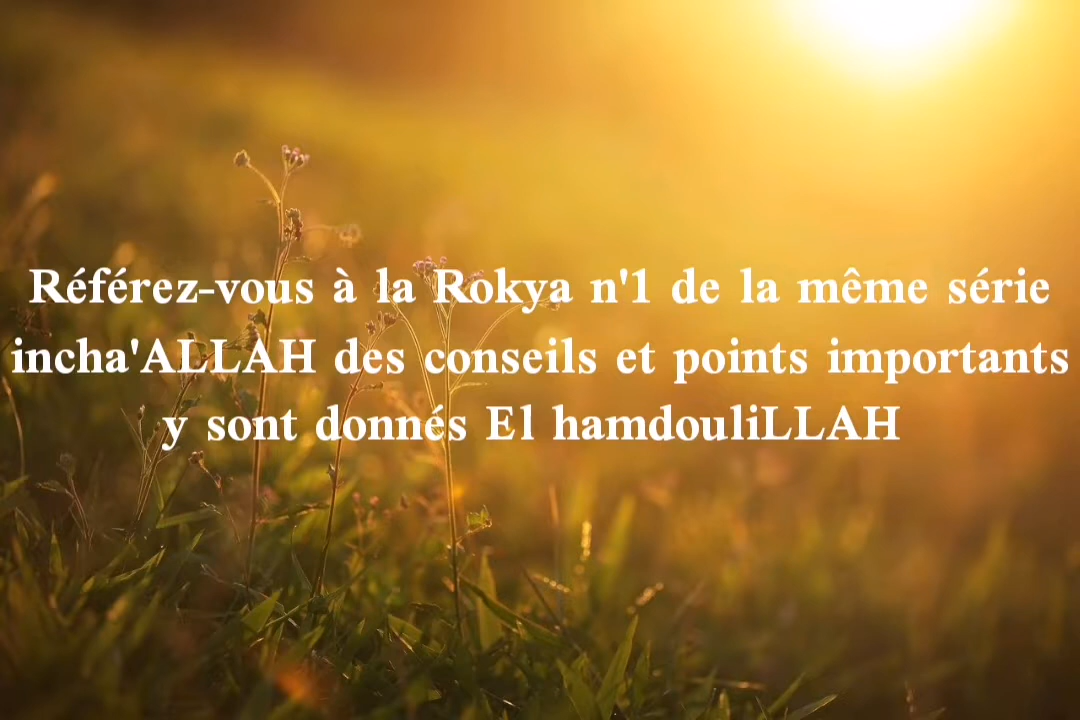 Référez-vous à la Rokya n'1 de la même série
incha'ALLAH des conseils et points importants
y sont donnés El hamdouliLLAH